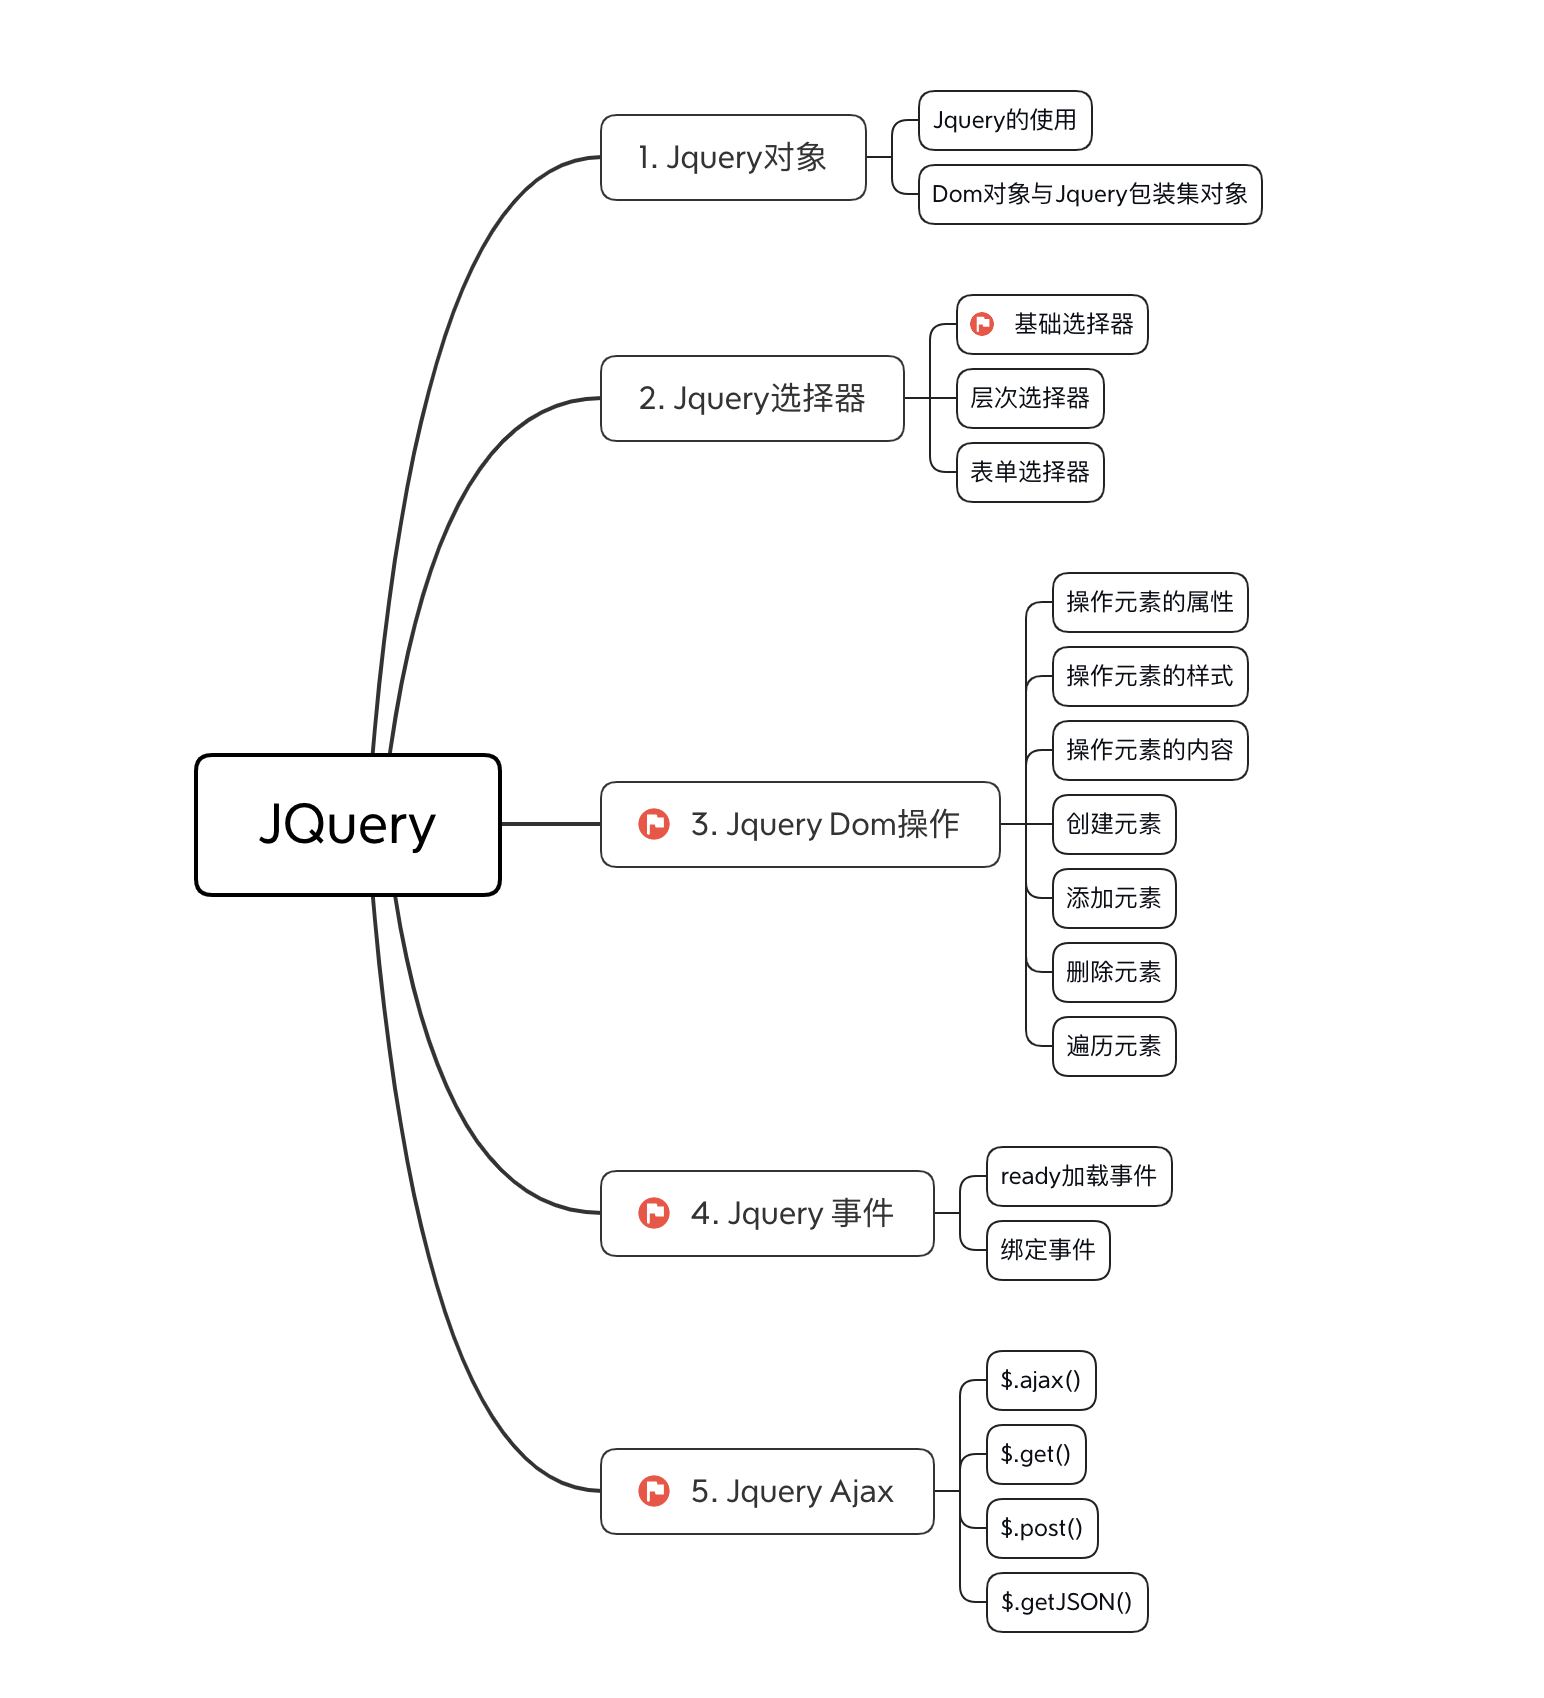 JQuery
1. Jquery对象
Jquery的使用
Dom对象与Jquery包装集对象
2. Jquery选择器
基础选择器
层次选择器
表单选择器
3. Jquery Dom操作
操作元素的属性
操作元素的样式
操作元素的内容
创建元素
添加元素
删除元素
遍历元素
4. Jquery 事件
ready加载事件
绑定事件
5. Jquery Ajax
$.ajax()
$.get()
$.post()
$.getJSON()